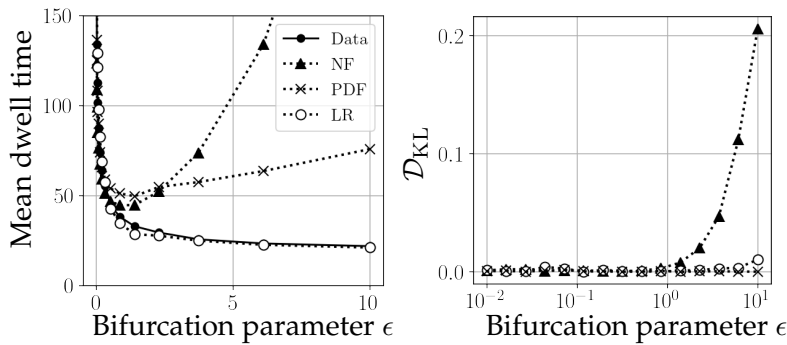 Mean dwell time
150
100
50
0
0
5
10
Bifurcation parameter ϵ
Data
NF
PDF
LR
𝒟KL
0.2
0.1
0.0
10⁻²
10⁻¹
10⁰
10¹
Bifurcation parameter ϵ